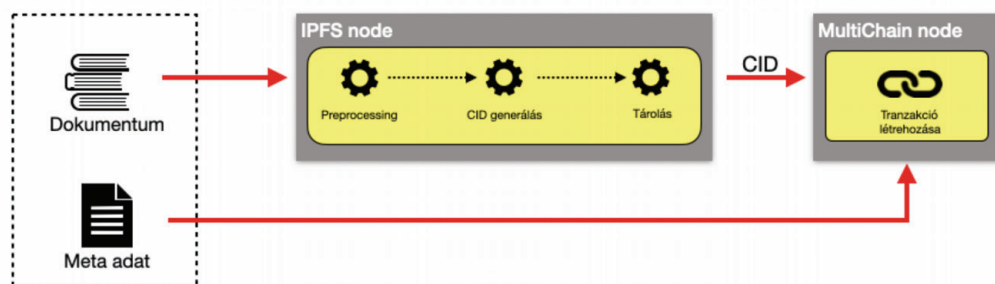 IPFS node
MultiChain node
CID
Preprocessing
CID generálás
Tárolás
Tranzakció
létrehozása
Dokumentum
Meta adat